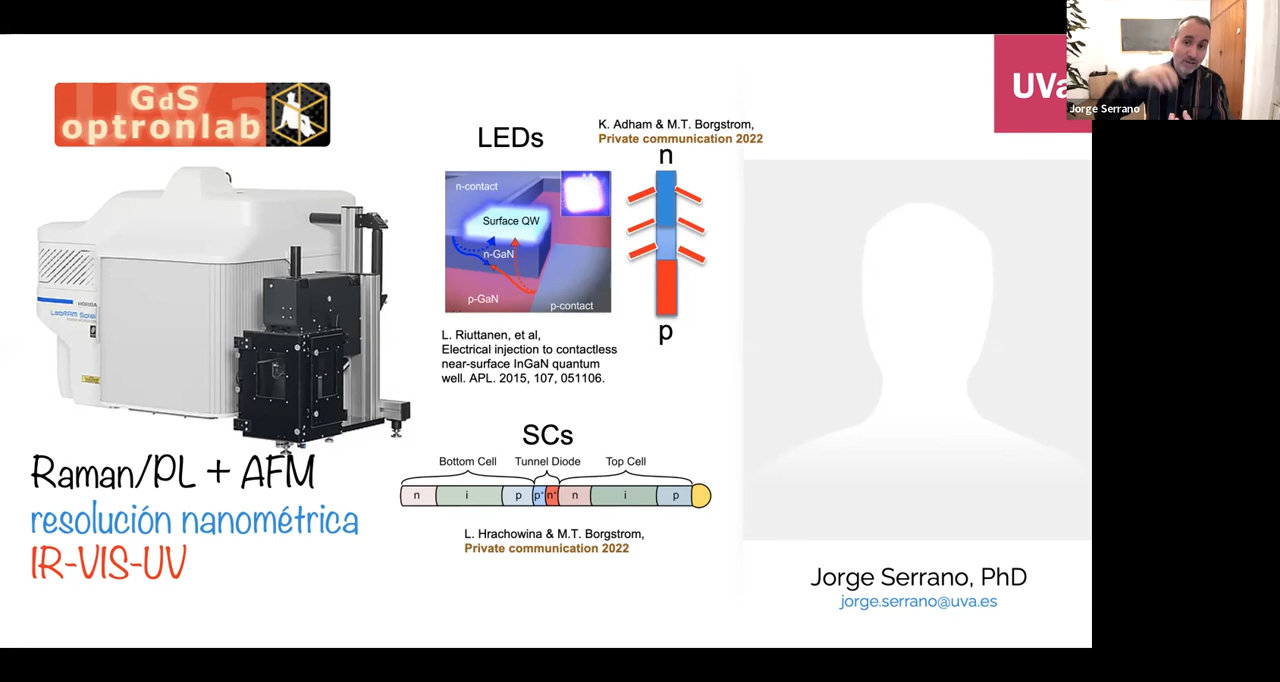 GdS
optronlab
Raman/PL + AFM
resolución nanométrica
IR-VIS-UV
LEDs
n-contact
Surface QW
n-GaN
p-GaN
p-contact
L. Riuttanen, et al,
Electrical injection to contactless
near-surface InGaN quantum
well. APL. 2015, 107, 051106.
K. Adham & M.T. Borgstrom,
Private communication 2022
n
p
SCs
Bottom Cell Tunnel Diode Top Cell
n i p p+ n+ n i p
L. Hrachowina & M.T. Borgstrom,
Private communication 2022
UVa
Jorge Serrano
Jorge Serrano, PhD
jorge.serrano@uva.es